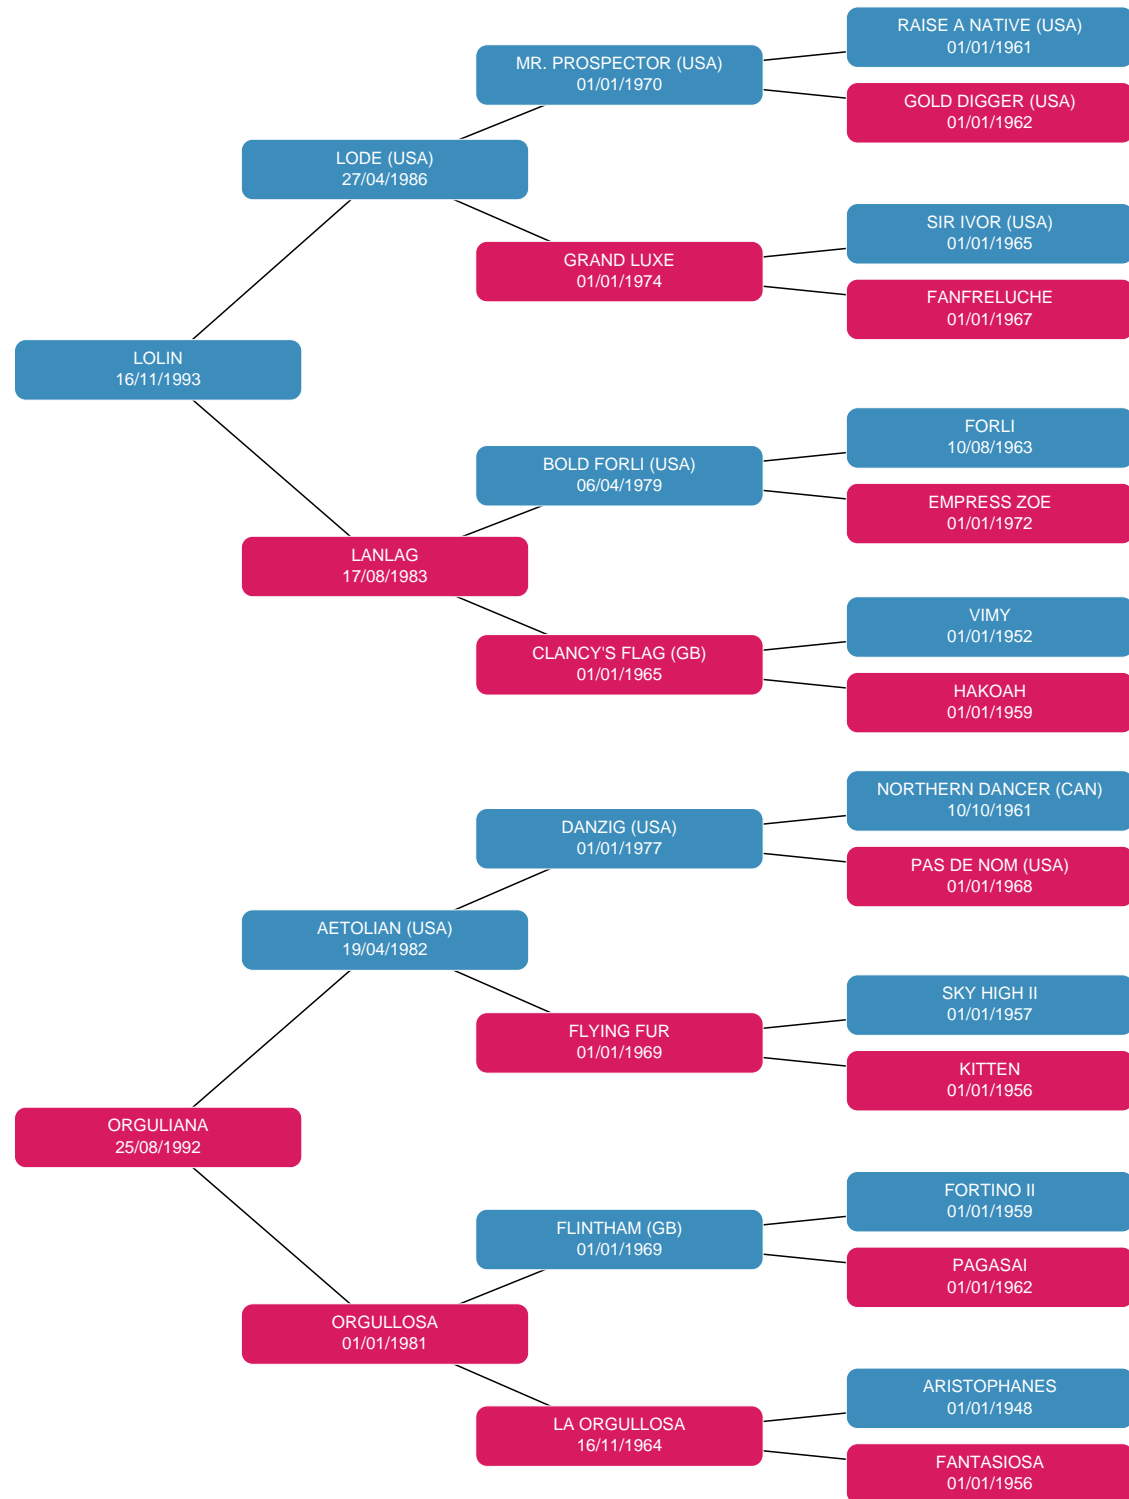 RAISE A NATIVE (USA)
01/01/1961
MR. PROSPECTOR (USA)
01/01/1970
GOLD DIGGER (USA)
01/01/1962
LODE (USA)
27/04/1986
SIR IVOR (USA)
01/01/1965
GRAND LUXE
01/01/1974
FANFRELUCHE
01/01/1967
LOLIN
16/11/1993
FORLI
10/08/1963
BOLD FORLI (USA)
06/04/1979
EMPRESS ZOE
01/01/1972
LANLAG
17/08/1983
VIMY
01/01/1952
CLANCY'S FLAG (GB)
01/01/1965
HAKOAH
01/01/1959
NORTHERN DANCER (CAN)
10/10/1961
DANZIG (USA)
01/01/1977
PAS DE NOM (USA)
01/01/1968
AETOLIAN (USA)
19/04/1982
SKY HIGH II
01/01/1957
FLYING FUR
01/01/1969
KITTEN
01/01/1956
ORGULIANA
25/08/1992
FORTINO II
01/01/1959
FLINTHAM (GB)
01/01/1969
PAGASAI
01/01/1962
ORGULLOSA
01/01/1981
ARISTOPHANES
01/01/1948
LA ORGULLOSA
16/11/1964
FANTASIOSA
01/01/1956